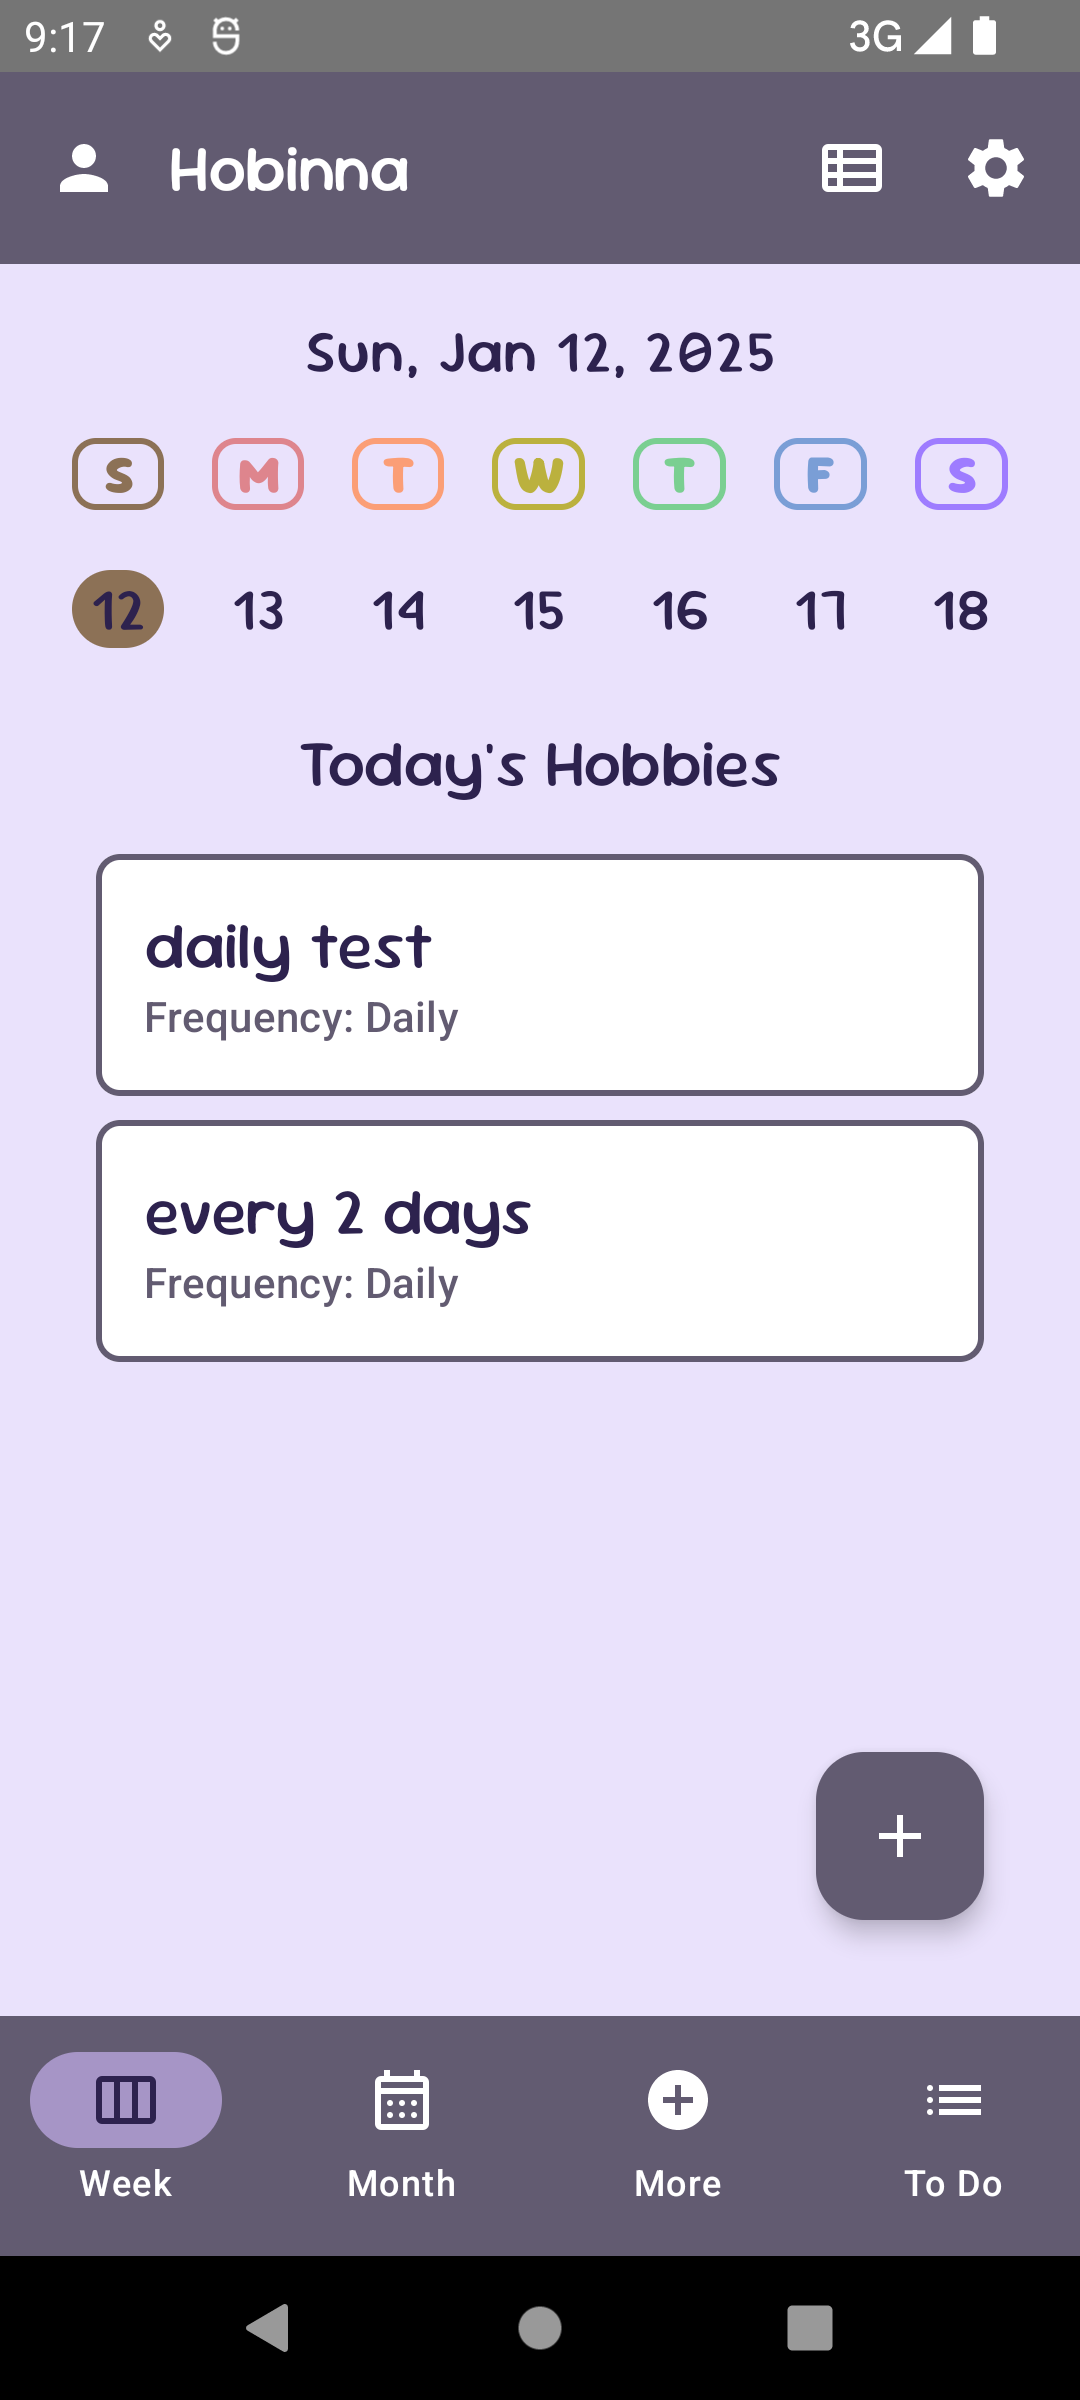 9:17 3G
Hobinna
Sun, Jan 12, 2025
S M T W T F S
12 13 14 15 16 17 18
Today's Hobbies
daily test
Frequency: Daily
every 2 days
Frequency: Daily
Week Month More To Do